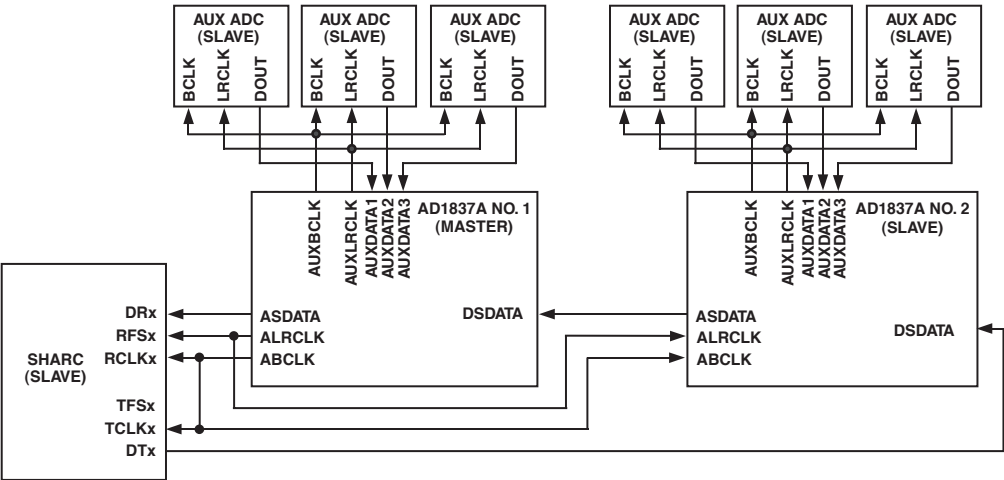 AUX ADC
(SLAVE)
BCLK
LRCLK
DOUT
AUX ADC
(SLAVE)
BCLK
LRCLK
DOUT
AUX ADC
(SLAVE)
BCLK
LRCLK
DOUT
AUX ADC
(SLAVE)
BCLK
LRCLK
DOUT
AUX ADC
(SLAVE)
BCLK
LRCLK
DOUT
AUX ADC
(SLAVE)
BCLK
LRCLK
DOUT
AUXBCLK
AUXLRCLK
AUXDATA1
AUXDATA2
AUXDATA3
AD1837A NO. 1
(MASTER)
ASDATA
ALRCLK
ABCLK
DSDATA
AUXBCLK
AUXLRCLK
AUXDATA1
AUXDATA2
AUXDATA3
AD1837A NO. 2
(SLAVE)
ASDATA
ALRCLK
ABCLK
DSDATA
SHARC
(SLAVE)
DRx
RFSx
RCLKx
TFSx
TCLKx
DTx